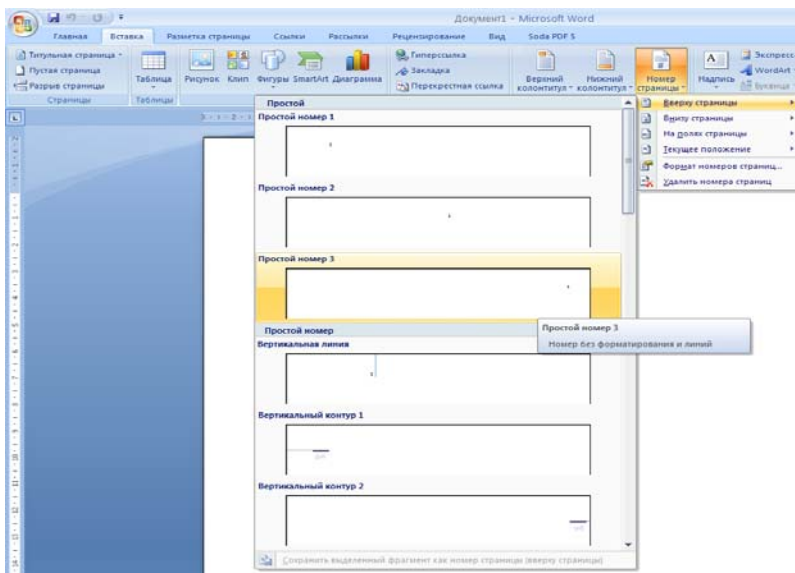 Документ1 - Microsoft Word
Главная Вставка Разметка страницы Ссылки Рассылки Рецензирование Вид Soda PDF 5
Титульная страница
Пустая страница
Разрыв страницы
Страницы
Таблица
Таблицы
Рисунок Клип Фигуры SmartArt Диаграмма
Гиперссылка
Закладка
Перекрестная ссылка
Верхний колонтитул
Нижний колонтитул
Номер страницы
Надпись
Экспресс
WordArt
Буквица
Вверху страницы
Внизу страницы
На полях страницы
Текущее положение
Формат номеров страниц...
Удалить номера страниц
Простой
Простой номер 1
Простой номер 2
Простой номер 3
Простой номер 3
Номер без форматирования и линий
Простой номер
Вертикальная линия
Вертикальный контур 1
Вертикальный контур 2
Сохранить выделенный фрагмент как номер страницы (вверху страницы)